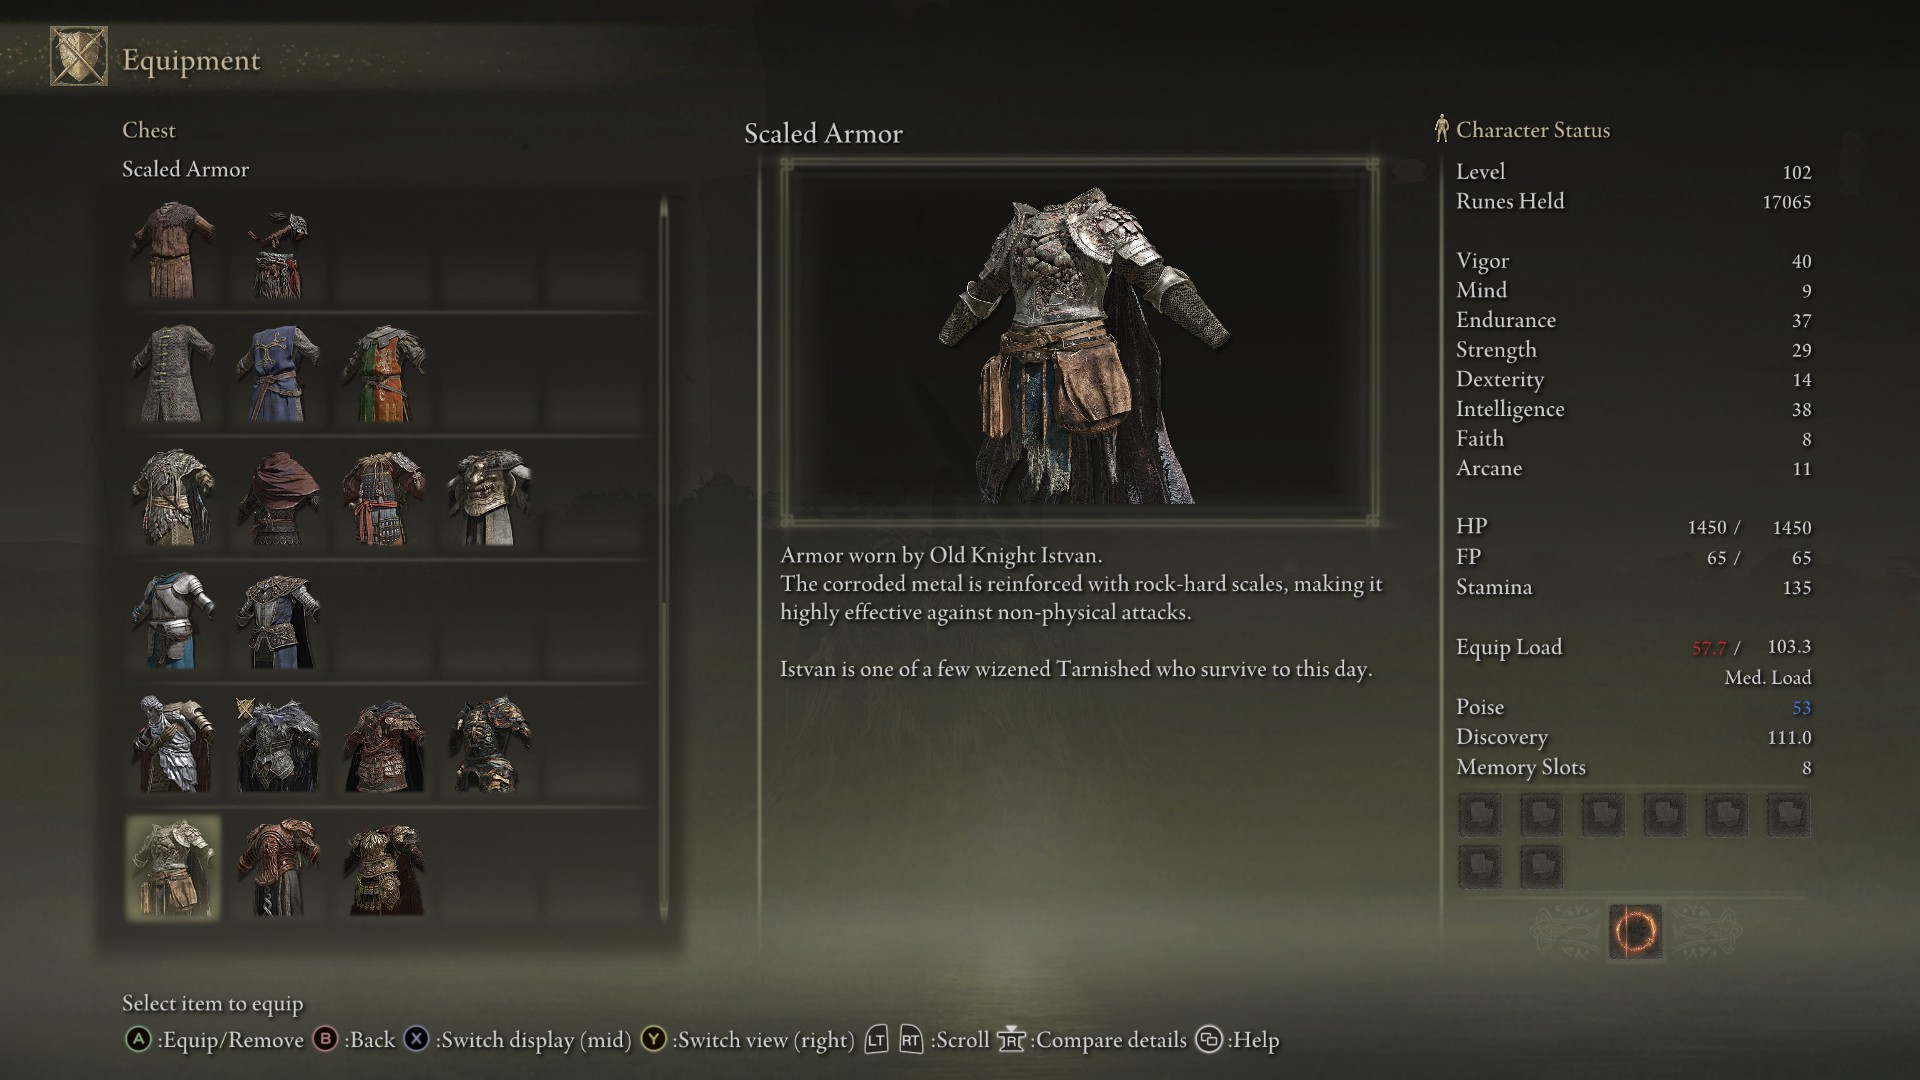 Equipment
Chest
Scaled Armor
Scaled Armor
Armor worn by Old Knight Istvan.
The corroded metal is reinforced with rock-hard scales, making it
highly effective against non-physical attacks.
Istvan is one of a few wizened Tarnished who survive to this day.
Character Status
Level 102
Runes Held 17065
Vigor 40
Mind 9
Endurance 37
Strength 29
Dexterity 14
Intelligence 38
Faith 8
Arcane 11
HP 1450 / 1450
FP 65 / 65
Stamina 135
Equip Load 57.7 / 103.3
Med. Load
Poise 53
Discovery 111.0
Memory Slots 8
Select item to equip
A :Equip/Remove B :Back X :Switch display (mid) Y :Switch view (right) LT RT :Scroll R :Compare details :Help